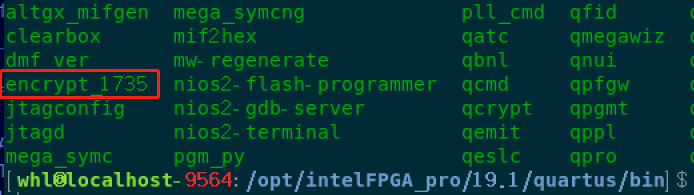 altgx_mifgen mega_symcng pll_cmd qfid
clearbox mif2hex qatc qmegawiz
dmf_ver mw-regenerate qbnl qnui
encrypt_1735 nios2-flash-programmer qcmd qpfgw
jtagconfig nios2-gdb-server qcrypt qpgmt
jtagd nios2-terminal qemit qppl
mega_symc pgm_py qeslc qpro
[ whl@localhost-9564:/opt/intelFPGA_pro/19.1/quartus/bin] $